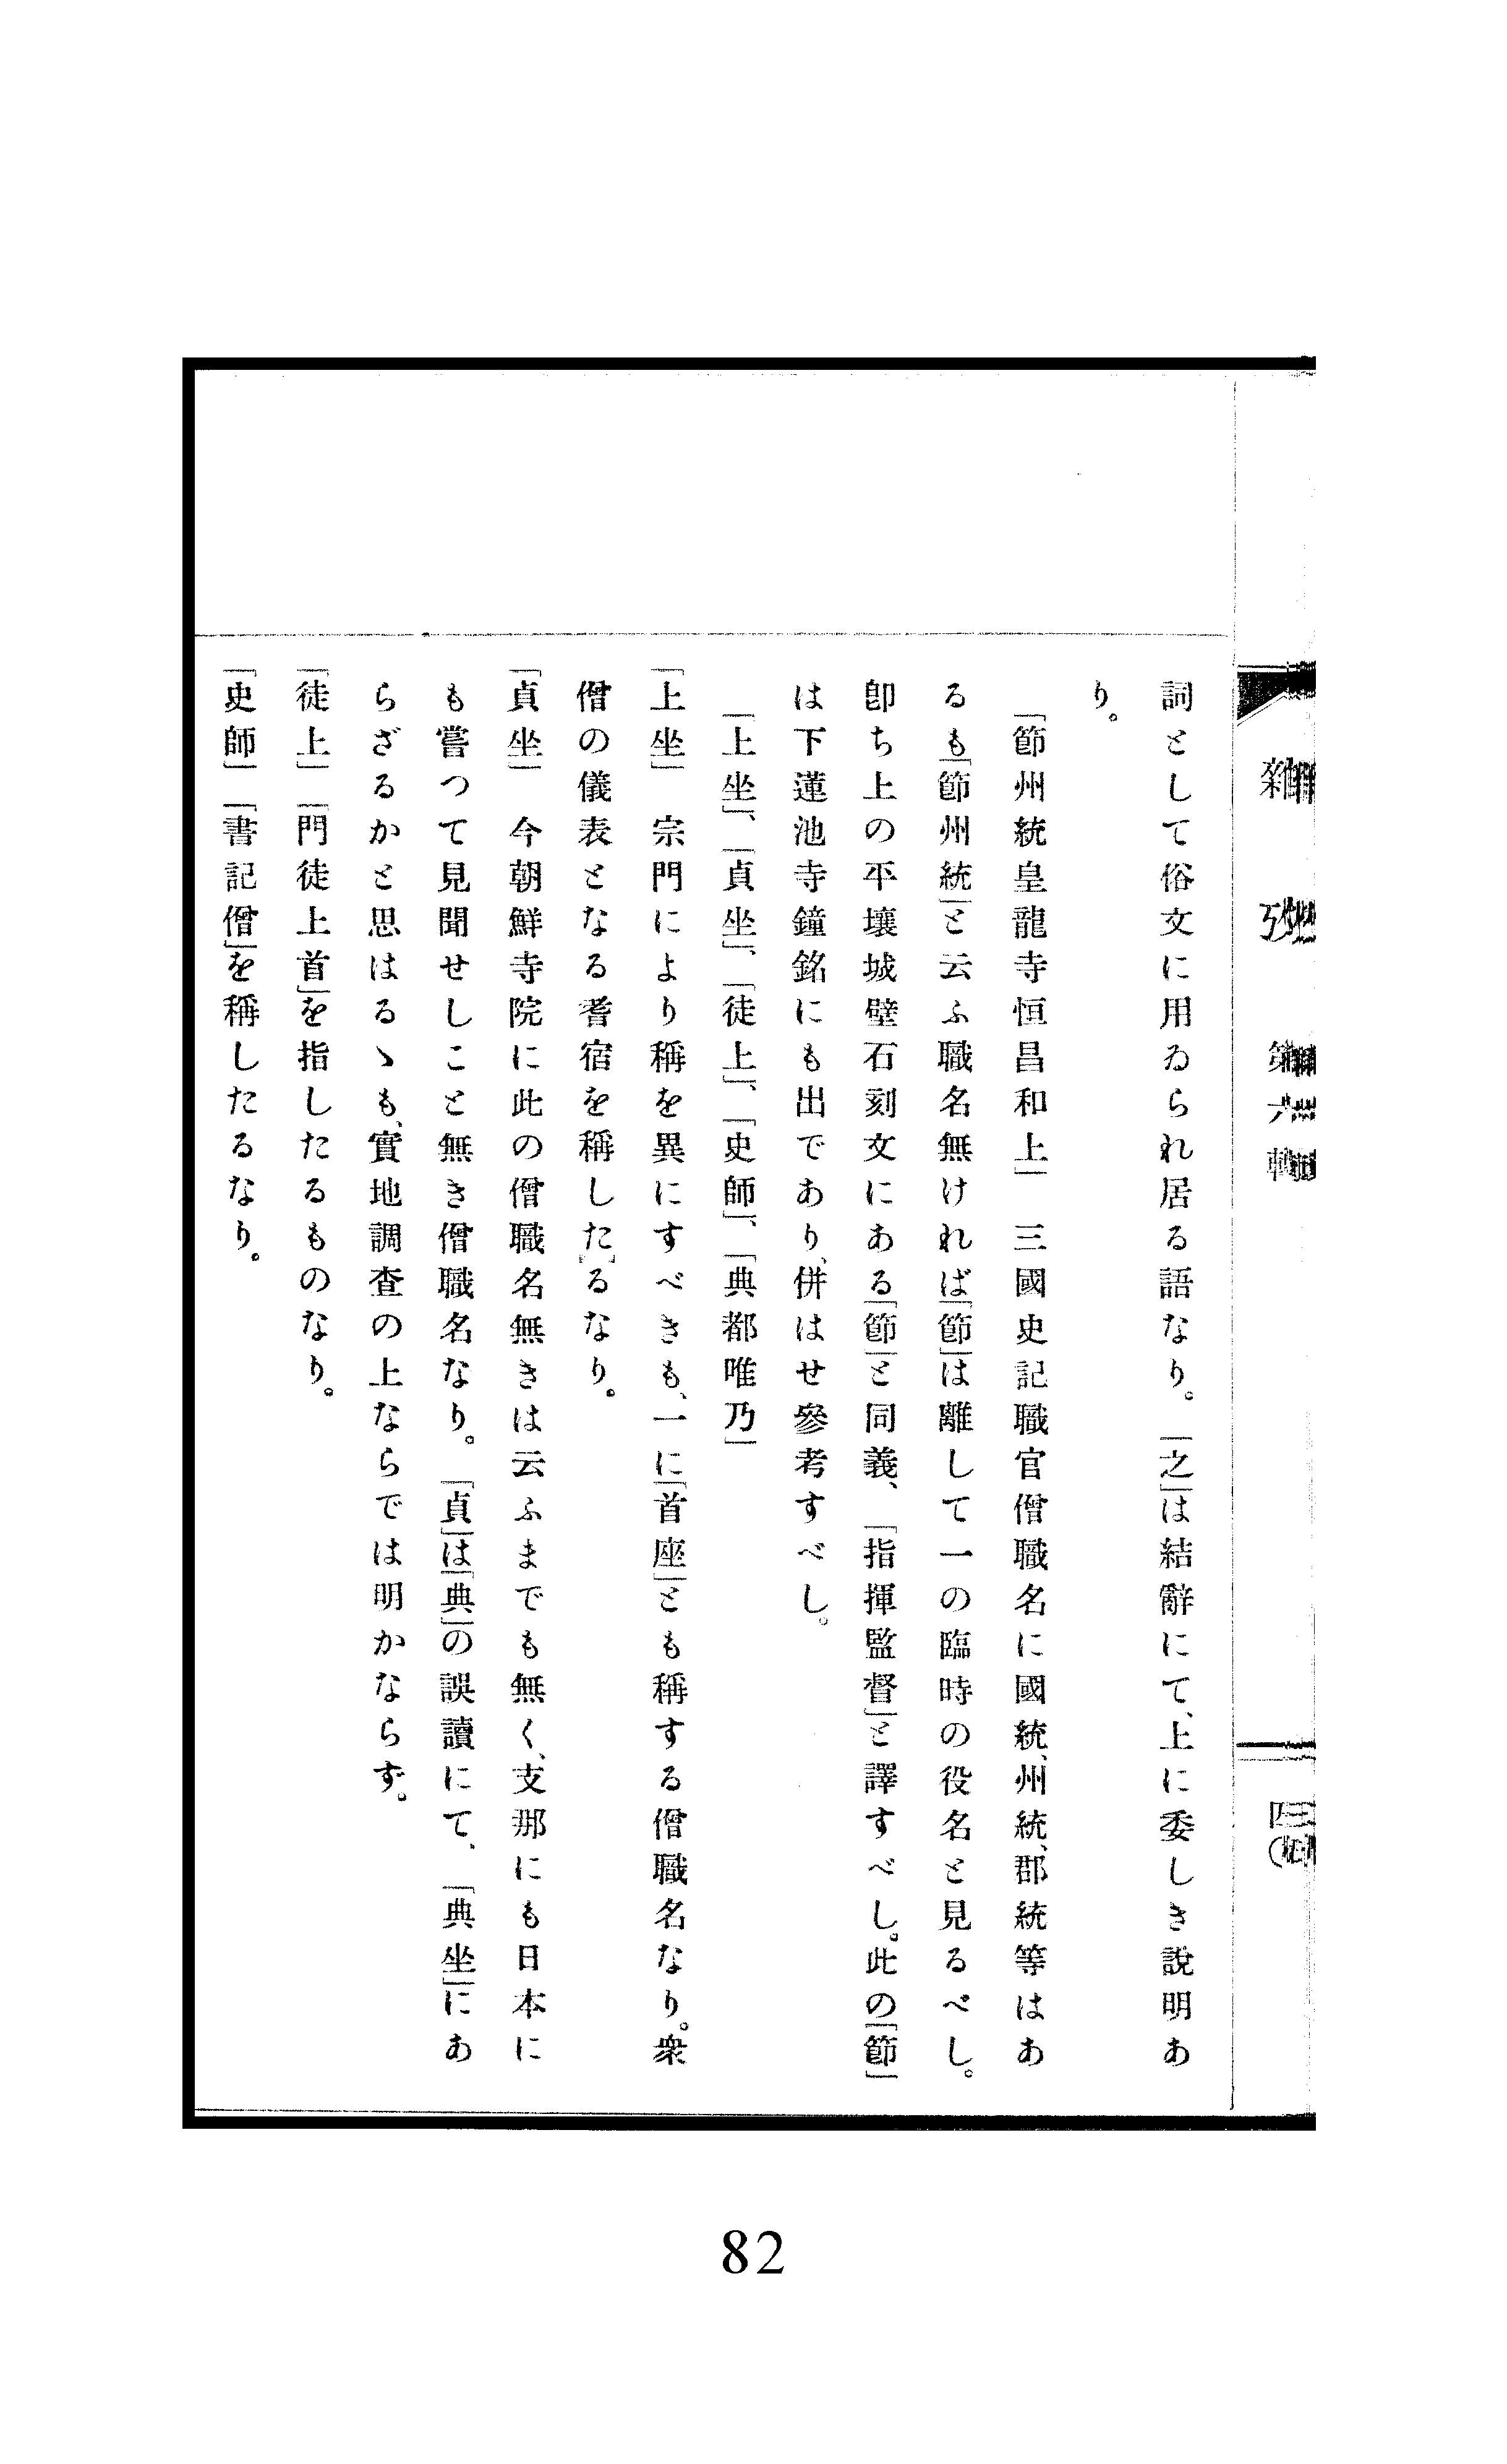 雜 攷 第六輯
詞として俗文に用ゐられ居る語なり。「之」は結辭にて、上に委しき說明あ
り。
「節州統皇龍寺恒昌和上」 三國史記職官僧職名に國統、州統、郡統等はあ
るも「節州統」と云ふ職名無ければ「節」は離して一の臨時の役名と見るべし。
卽ち上の平壤城壁石刻文にある「節」と同義、「指揮監督」と譯すべし。此の「節」
は下蓮池寺鐘銘にも出であり、併はせ參考すべし。
「上坐」、「貞坐」、「徒上」、「史師」、「典都唯乃」
「上坐」 宗門により稱を異にすべきも、一に「首座」とも稱する僧職名なり。衆
僧の儀表となる耆宿を稱した」るなり。
「貞坐」 今朝鮮寺院に此の僧職名無きは云ふまでも無く、支那にも日本に
も嘗つて見聞せしこと無き僧職名なり。「貞」は「典」の誤讀にて、「典坐」にあ
らざるかと思はるゝも、實地調査の上ならでは明かならず。
「徒上」 「門徒上首」を指したるものなり。
「史師」 「書記僧」を稱したるなり。
82